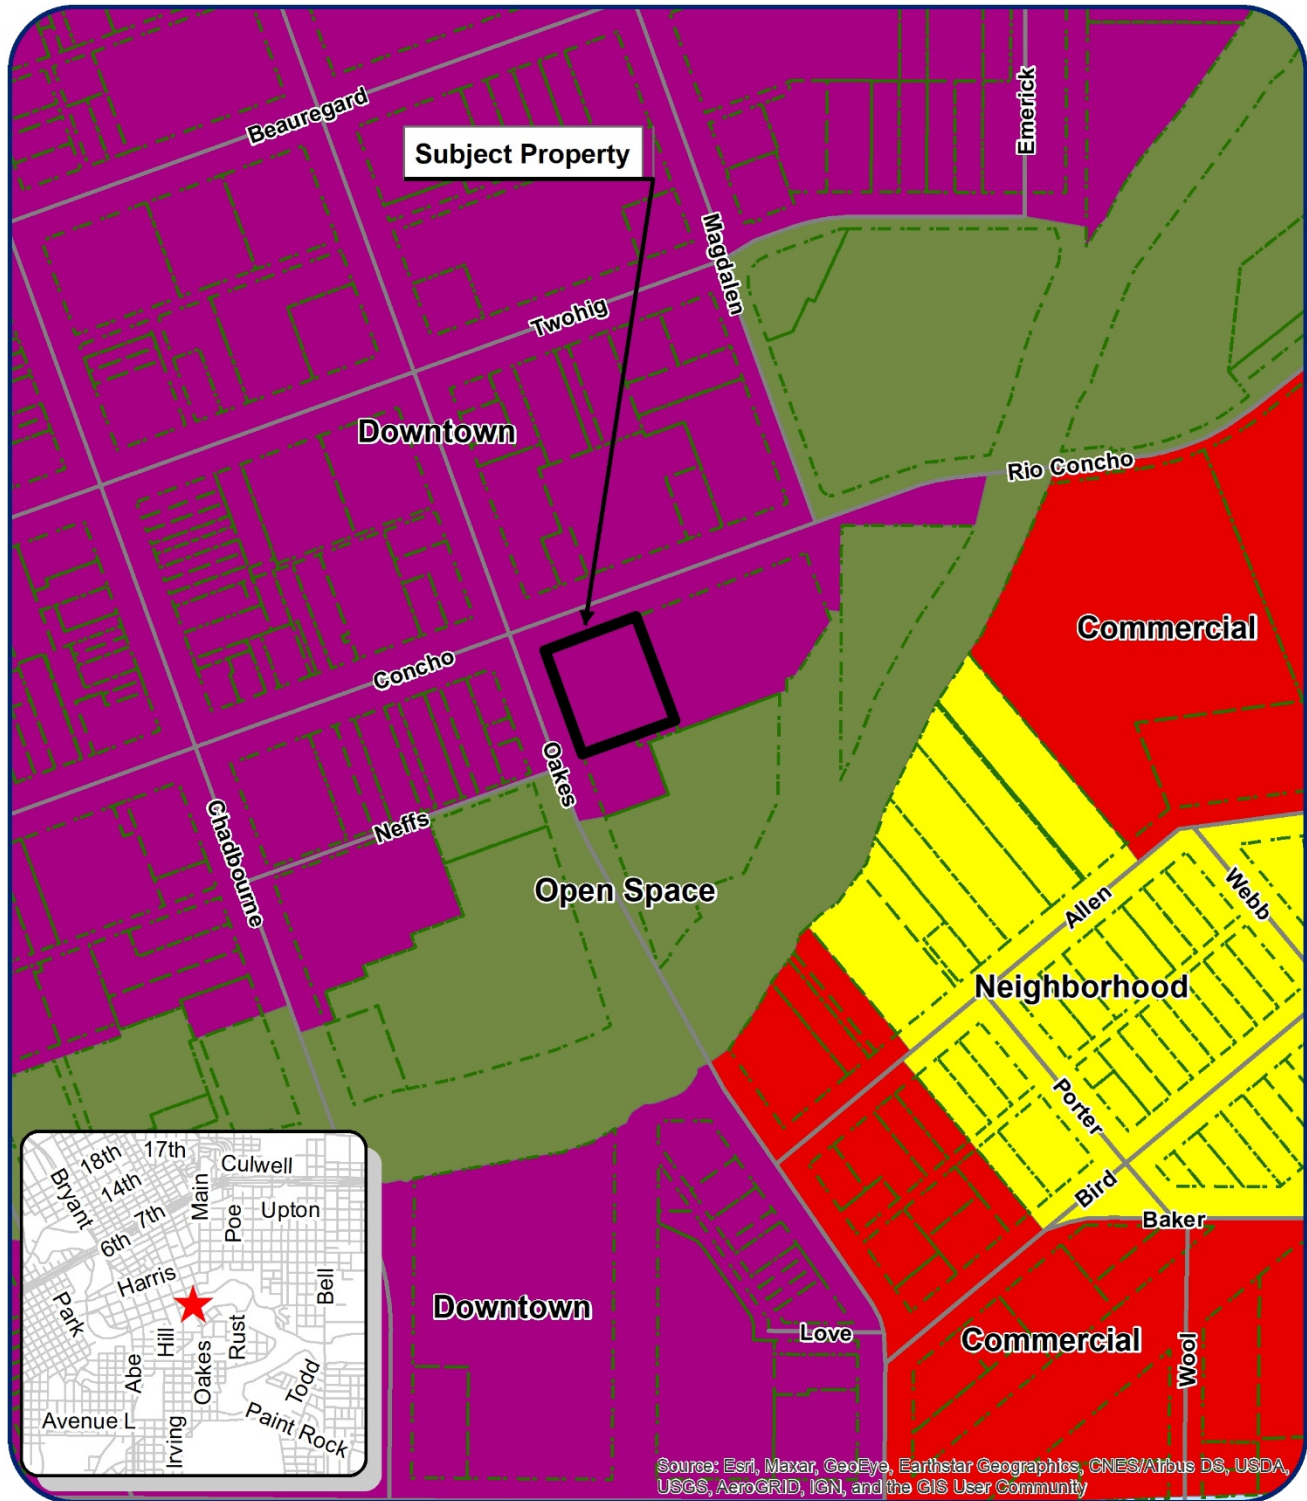 Beauregard
Emerick
Subject Property
Magdalen
Twohig
Downtown
Rio Concho
Commercial
Concho
Oakes
Neffs
Chadbourne
Open Space
Allen
Webb
Neighborhood
Porter
Bird
Baker
Downtown
Love
Commercial
Wool
18th
17th
Culwell
Bryant
14th
Main
7th
Poe
Upton
6th
Harris
Bell
Park
Hill
Rust
Abe
Oakes
Todd
Avenue L
Irving
Paint Rock
Source: Esri, Maxar, GeoEye, Earthstar Geographics, CNES/Airbus DS, USDA,
USGS, AeroGRID, IGN, and the GIS User Community